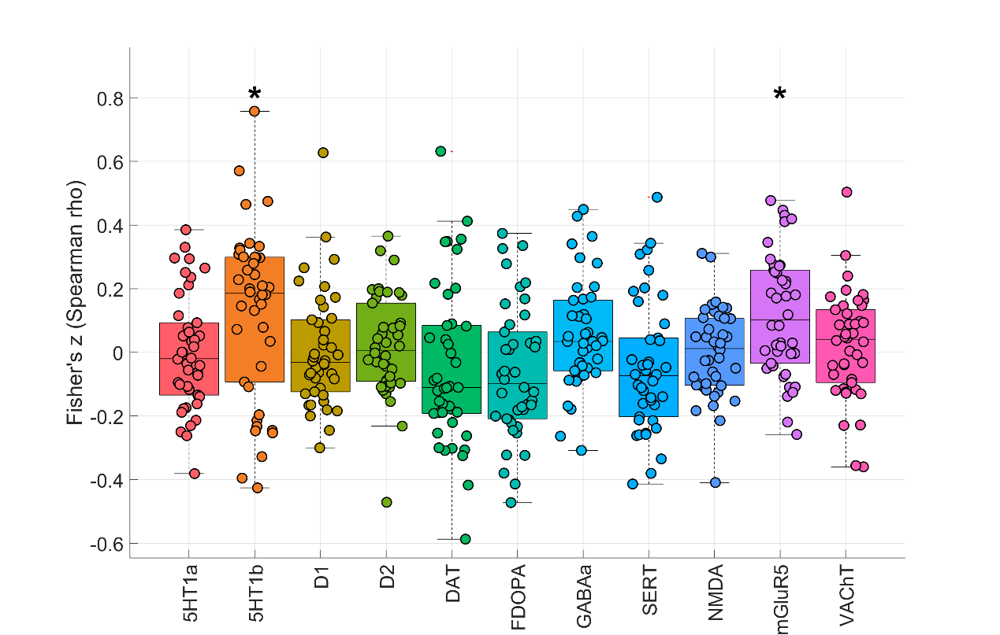 *
*
0.8
0.6
0.4
0.2
0
-0.2
-0.4
-0.6
Fisher's z (Spearman rho)
5HT1a
5HT1b
D1
D2
DAT
FDOPA
GABAa
SERT
NMDA
mGluR5
VAChT